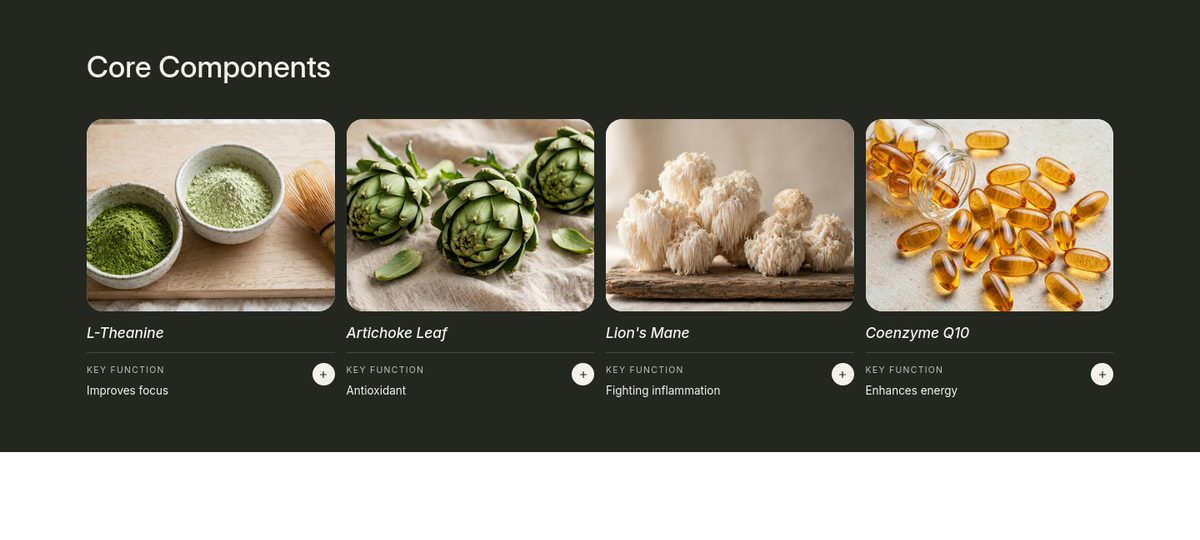 Core Components
L-Theanine
KEY FUNCTION
Improves focus
+
Artichoke Leaf
KEY FUNCTION
Antioxidant
+
Lion's Mane
KEY FUNCTION
Fighting inflammation
+
Coenzyme Q10
KEY FUNCTION
Enhances energy
+